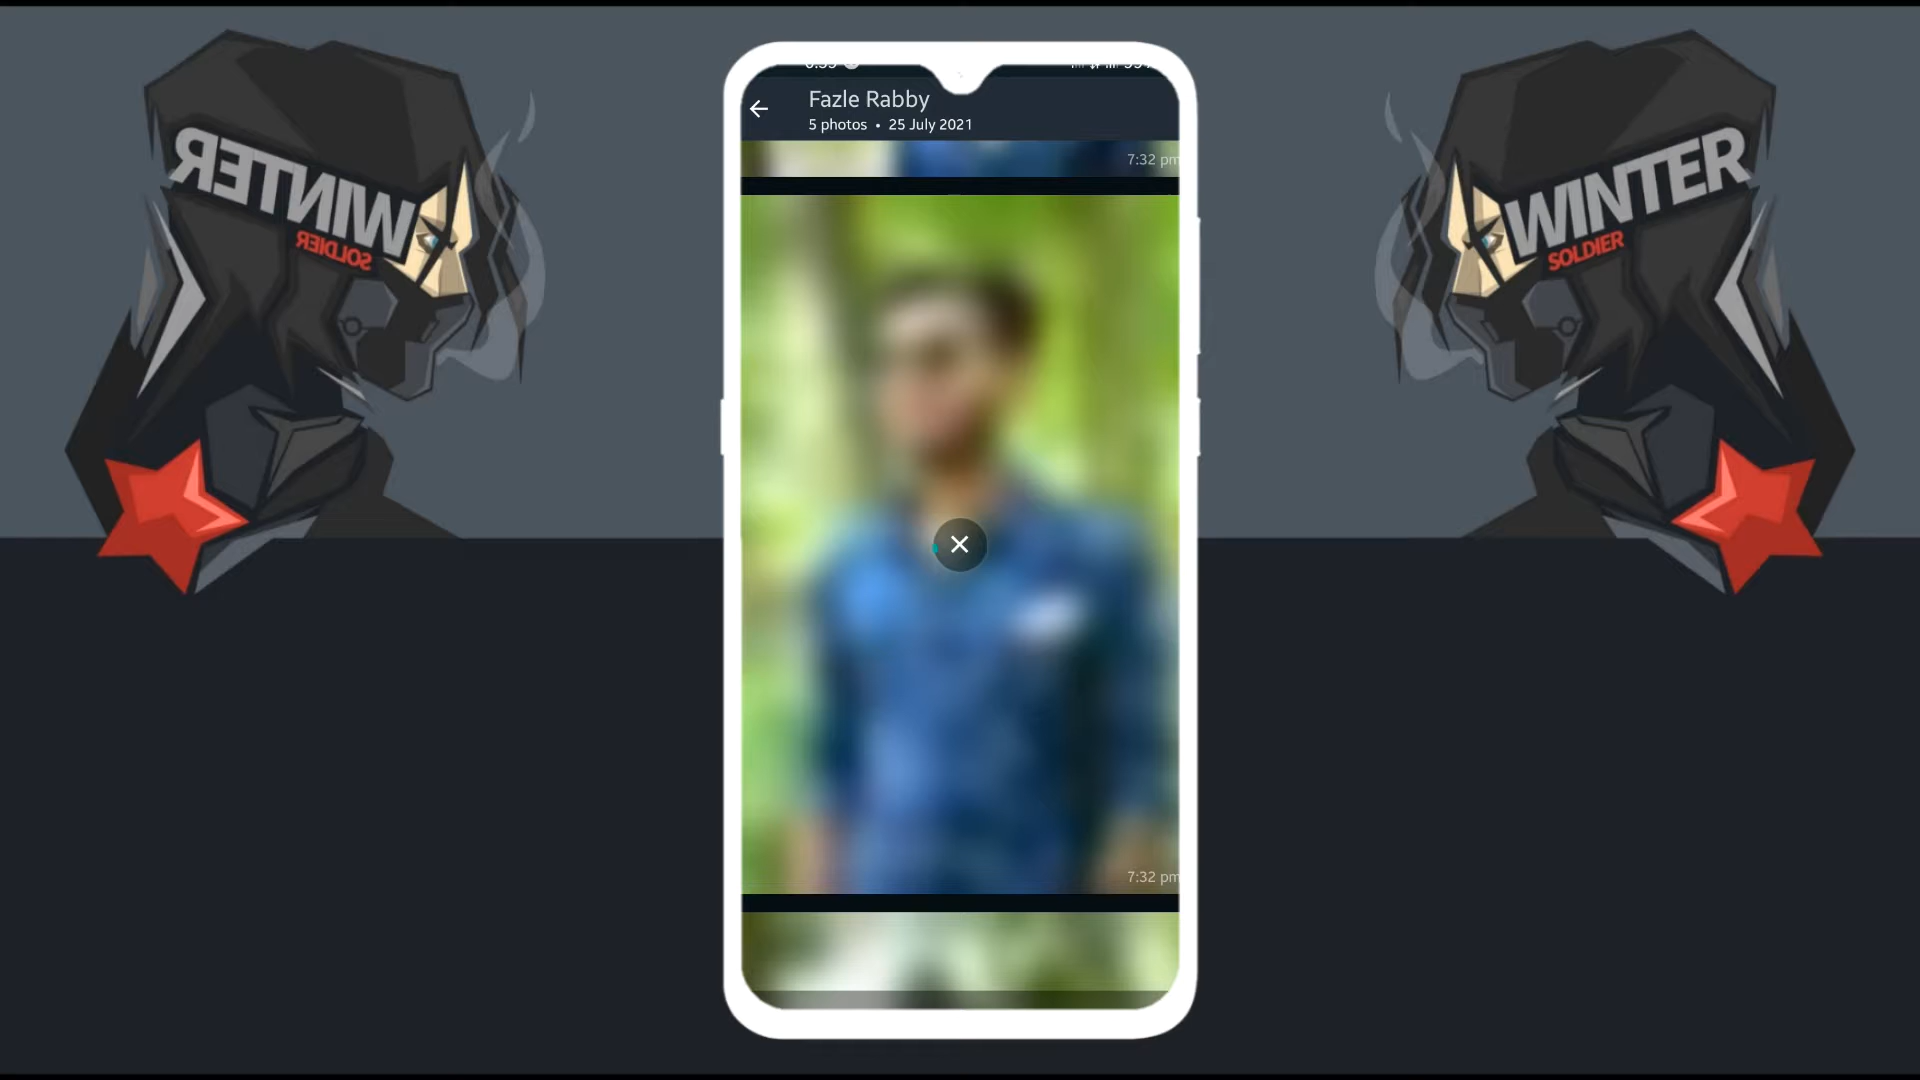 Fazle Rabby
5 photos • 25 July 2021
7:32 pm
WINTER
SOLDIER
WINTER
SOLDIER
7:32 pm